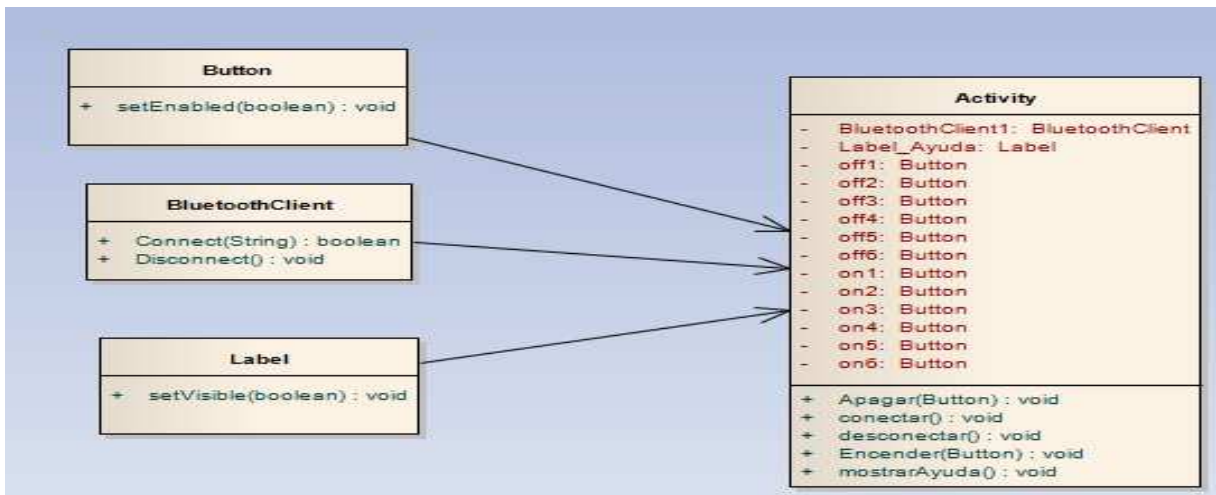 Button
+ setEnabled(boolean) : void
BluetoothClient
+ Connect(String) : boolean
+ Disconnect() : void
Label
+ setVisible(boolean) : void
Activity
- BluetoothClient1: BluetoothClient
- Label_Ayuda: Label
- off1: Button
- off2: Button
- off3: Button
- off4: Button
- off5: Button
- off6: Button
- on1: Button
- on2: Button
- on3: Button
- on4: Button
- on5: Button
- on6: Button
+ Apagar(Button) : void
+ conectar() : void
+ desconectar() : void
+ Encender(Button) : void
+ mostrarAyuda() : void